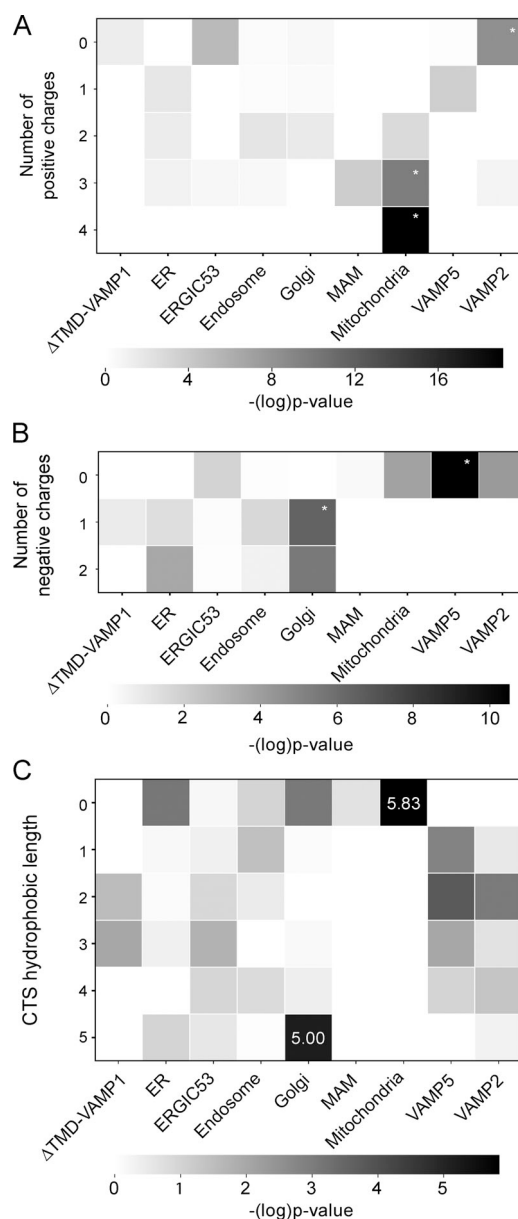 A
Number of
positive charges
0
1
2
3
4
*
*
*
ΔTMD-VAMP1
ER
ERGIC53
Endosome
Golgi
MAM
Mitochondria
VAMP5
VAMP2
0 4 8 12 16
-(log)p-value
B
Number of
negative charges
0
1
2
*
*
ΔTMD-VAMP1
ER
ERGIC53
Endosome
Golgi
MAM
Mitochondria
VAMP5
VAMP2
0 2 4 6 8 10
-(log)p-value
C
CTS hydrophobic length
0
1
2
3
4
5
5.83
5.00
ΔTMD-VAMP1
ER
ERGIC53
Endosome
Golgi
MAM
Mitochondria
VAMP5
VAMP2
0 1 2 3 4 5
-(log)p-value